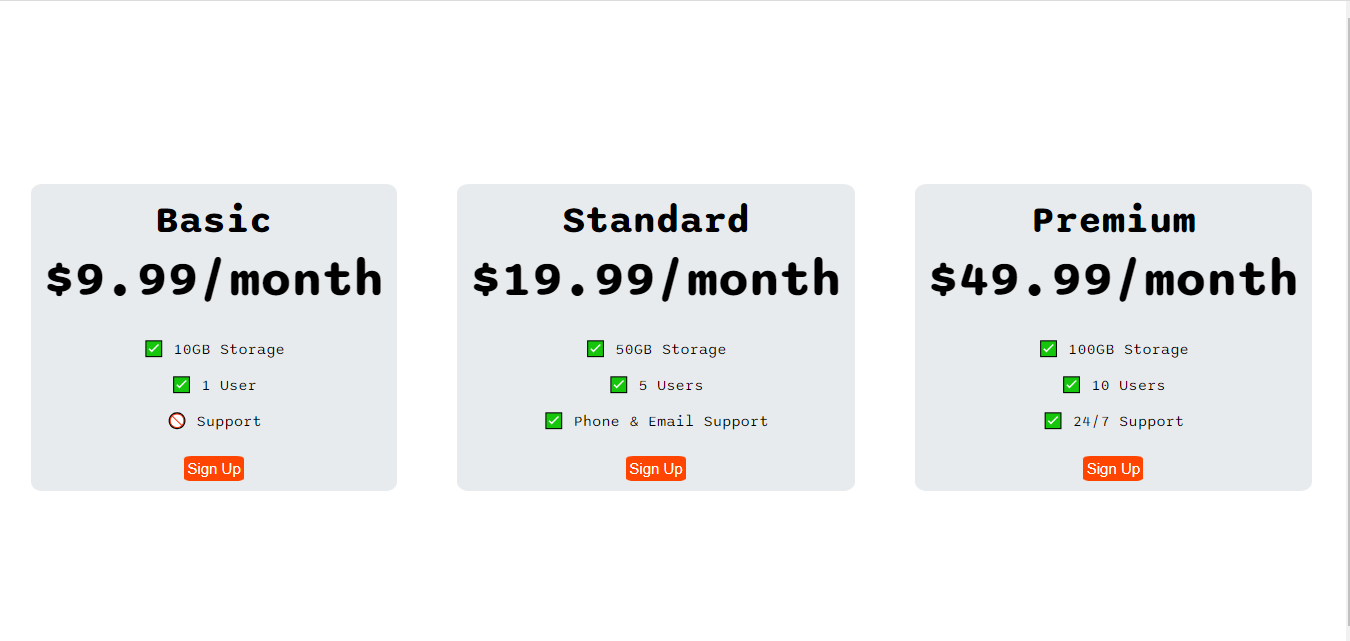 Basic
$9.99/month
✅ 10GB Storage
✅ 1 User
🚫 Support
Sign Up
Standard
$19.99/month
✅ 50GB Storage
✅ 5 Users
✅ Phone & Email Support
Sign Up
Premium
$49.99/month
✅ 100GB Storage
✅ 10 Users
✅ 24/7 Support
Sign Up